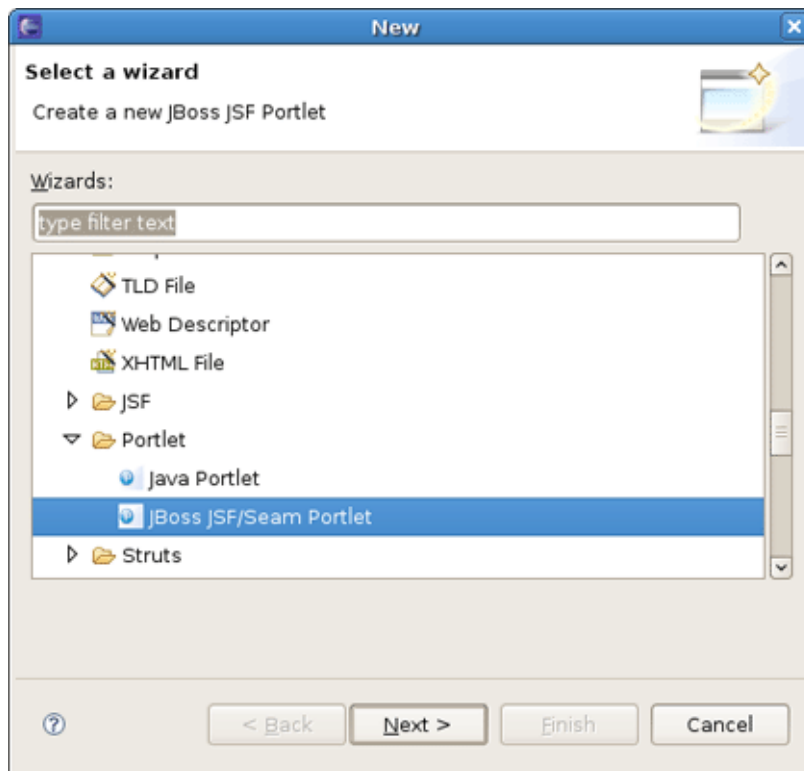 New
Select a wizard
Create a new JBoss JSF Portlet
Wizards:
type filter text
TLD File
Web Descriptor
XHTML File
JSF
Portlet
Java Portlet
JBoss JSF/Seam Portlet
Struts
< Back Next > Finish Cancel